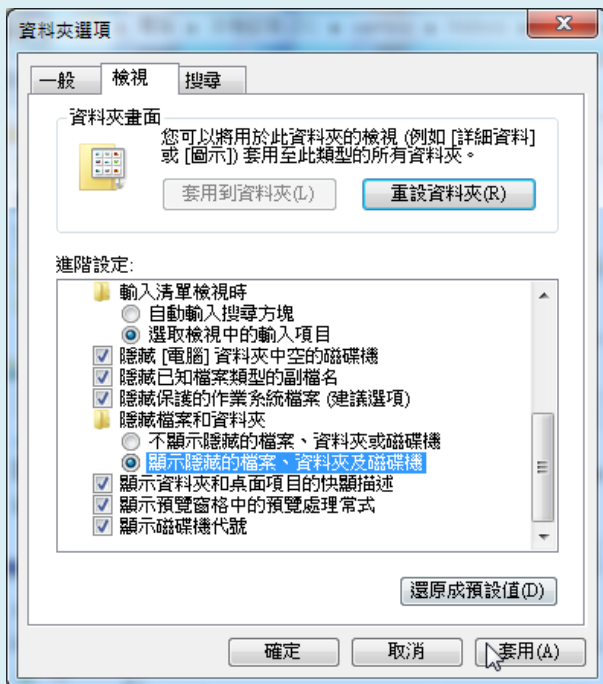 資料夾選項
一般
檢視
搜尋
資料夾畫面
您可以將用於此資料夾的檢視 (例如 [詳細資料]
或 [圖示]) 套用至此類型的所有資料夾。
套用到資料夾(L)
重設資料夾(R)
進階設定:
輸入清單檢視時
自動輸入搜尋方塊
選取檢視中的輸入項目
隱藏 [電腦] 資料夾中空的磁碟機
隱藏已知檔案類型的副檔名
隱藏保護的作業系統檔案 (建議選項)
隱藏檔案和資料夾
不顯示隱藏的檔案、資料夾或磁碟機
顯示隱藏的檔案、資料夾及磁碟機
顯示資料夾和桌面項目的快顯描述
顯示預覽窗格中的預覽處理常式
顯示磁碟機代號
還原成預設值(D)
確定
取消
套用(A)